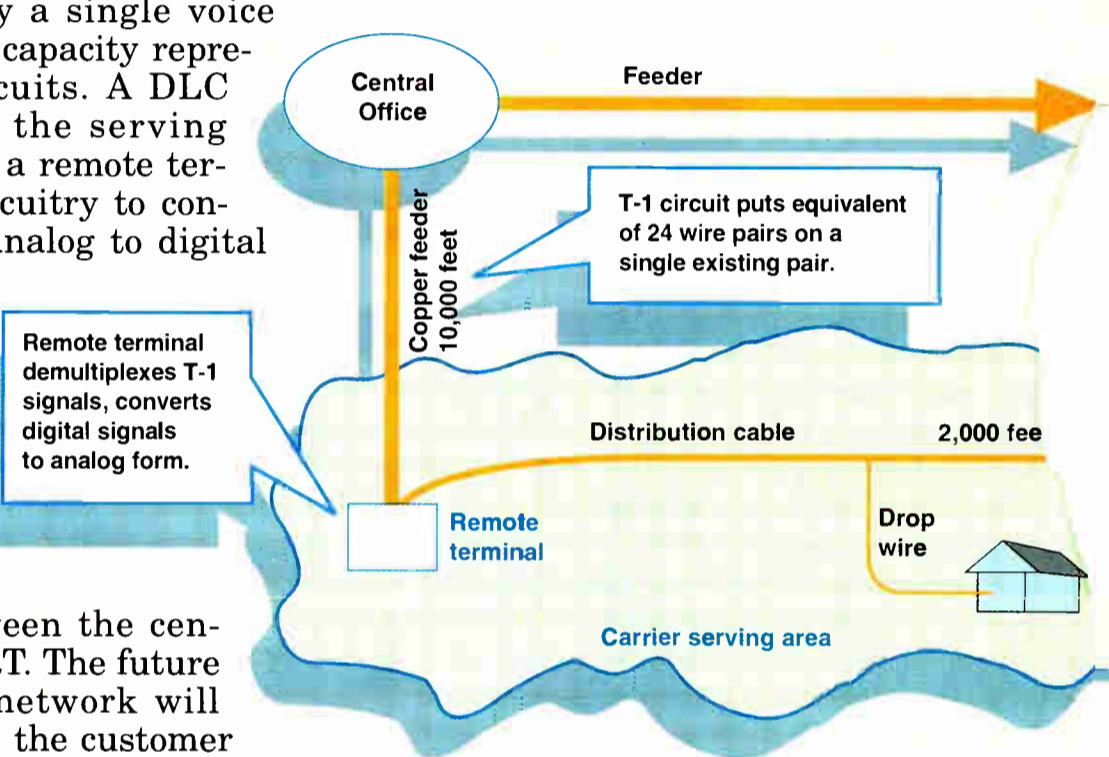 y a single voice
capacity repre-
cuits. A DLC
the serving
a remote ter-
cuitry to con-
analog to digital
Central
Office
Feeder
Copper feeder
10,000 feet
T-1 circuit puts equivalent
of 24 wire pairs on a
single existing pair.
Remote terminal
demultiplexes T-1
signals, converts
digital signals
to analog form.
Distribution cable
2,000 fee
Remote
terminal
Drop
wire
Carrier serving area
een the cen-
T. The future
network will
the customer